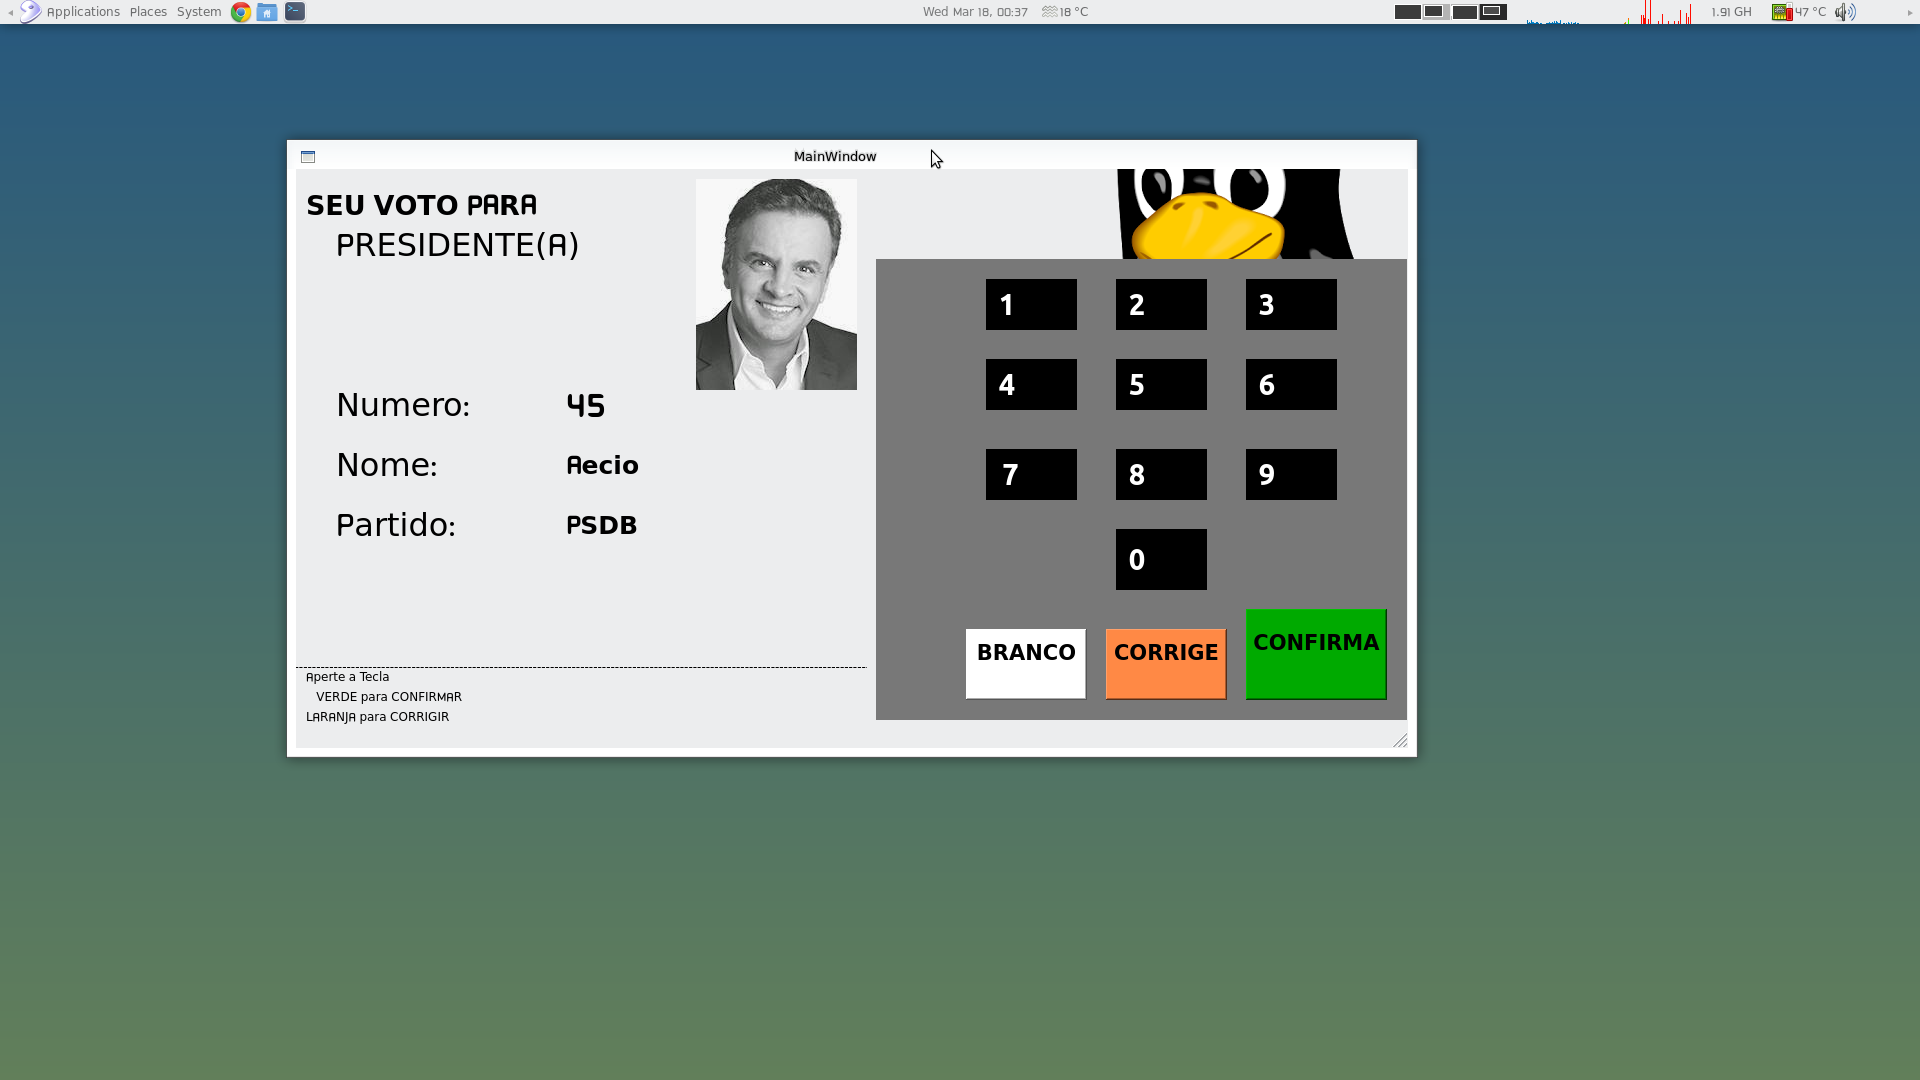 Applications Places System
Wed Mar 18, 00:37
18 °C
1.91 GH
47 °C
MainWindow
SEU VOTO PARA
PRESIDENTE(A)
Numero: 45
Nome: Aecio
Partido: PSDB
Aperte a Tecla
VERDE para CONFIRMAR
LARANJA para CORRIGIR
1 2 3
4 5 6
7 8 9
0
BRANCO CORRIGE CONFIRMA